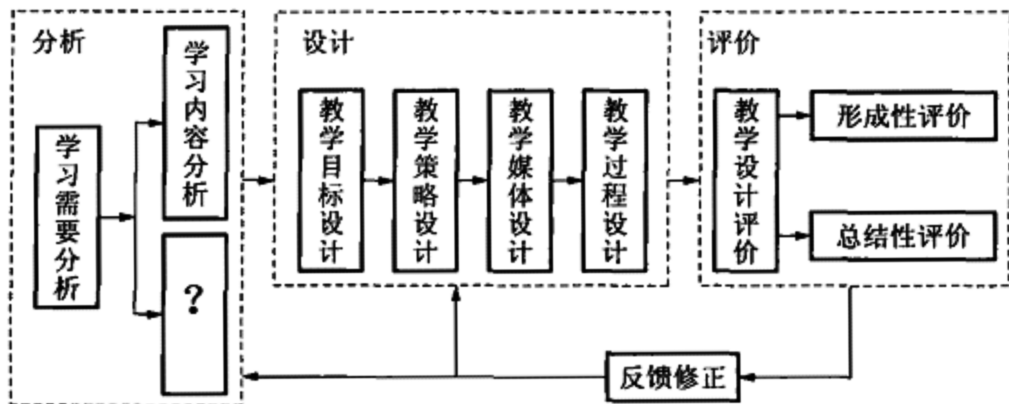 分析
学习需要分析
学习内容分析
?
设计
教学目标设计
教学策略设计
教学媒体设计
教学过程设计
评价
教学设计评价
形成性评价
总结性评价
反馈修正